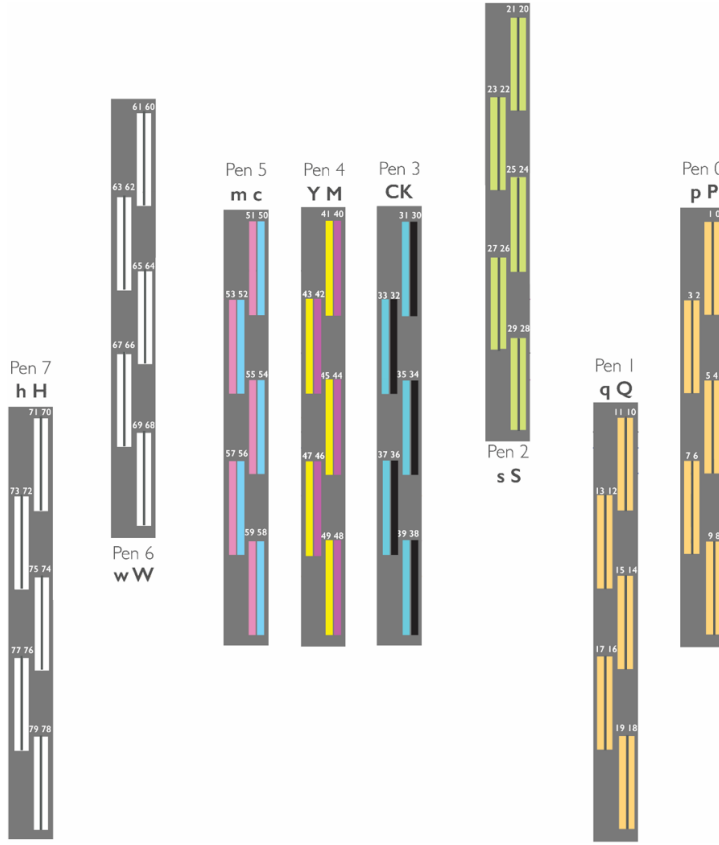 21 20
23 22
25 24
27 26
29 28
Pen 2
s S
61 60
63 62
65 64
67 66
69 68
Pen 6
w W
Pen 5
m c
51 50
53 52
55 54
57 56
59 58
Pen 4
Y M
41 40
43 42
45 44
47 46
49 48
Pen 3
CK
31 30
33 32
35 34
37 36
39 38
Pen 0
p P
1 0
3 2
5 4
7 6
9 8
Pen 7
h H
71 70
73 72
75 74
77 76
79 78
Pen 1
q Q
11 10
13 12
15 14
17 16
19 18